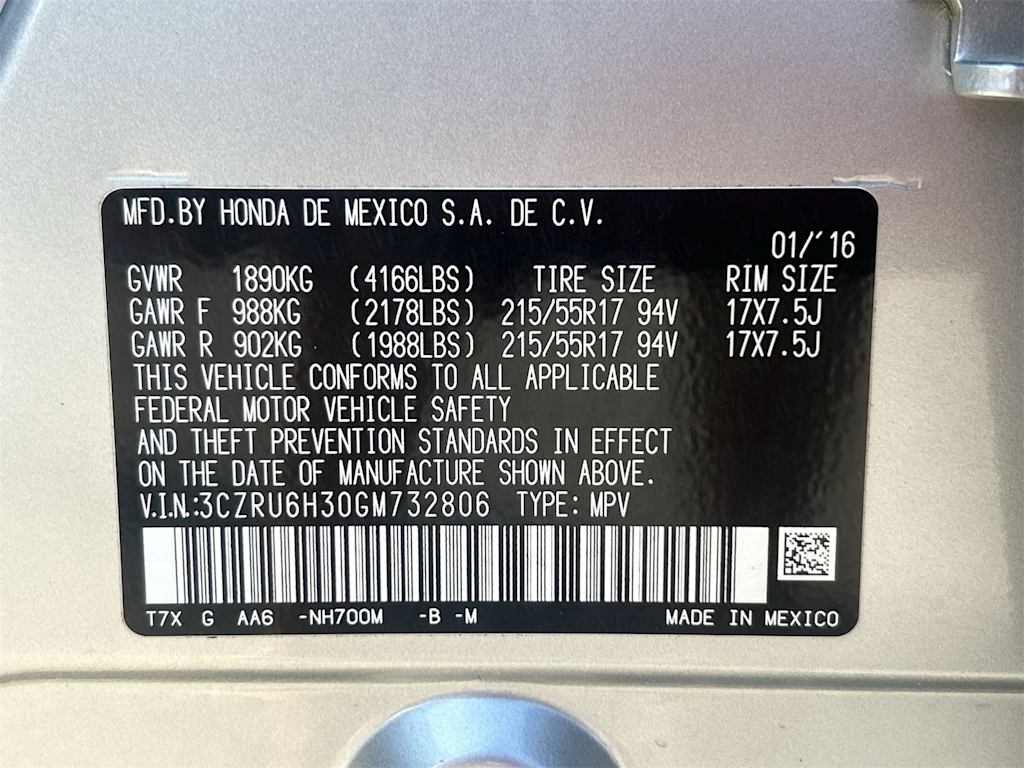 MFD.BY HONDA DE MEXICO S.A. DE C.V.
01/'16
GVWR 1890KG (4166LBS) TIRE SIZE RIM SIZE
GAWR F 988KG (2178LBS) 215/55R17 94V 17X7.5J
GAWR R 902KG (1988LBS) 215/55R17 94V 17X7.5J
THIS VEHICLE CONFORMS TO ALL APPLICABLE
FEDERAL MOTOR VEHICLE SAFETY
AND THEFT PREVENTION STANDARDS IN EFFECT
ON THE DATE OF MANUFACTURE SHOWN ABOVE.
V.I.N.:3CZRU6H30GM732806 TYPE: MPV
T7X G AA6 -NH700M -B -M MADE IN MEXICO